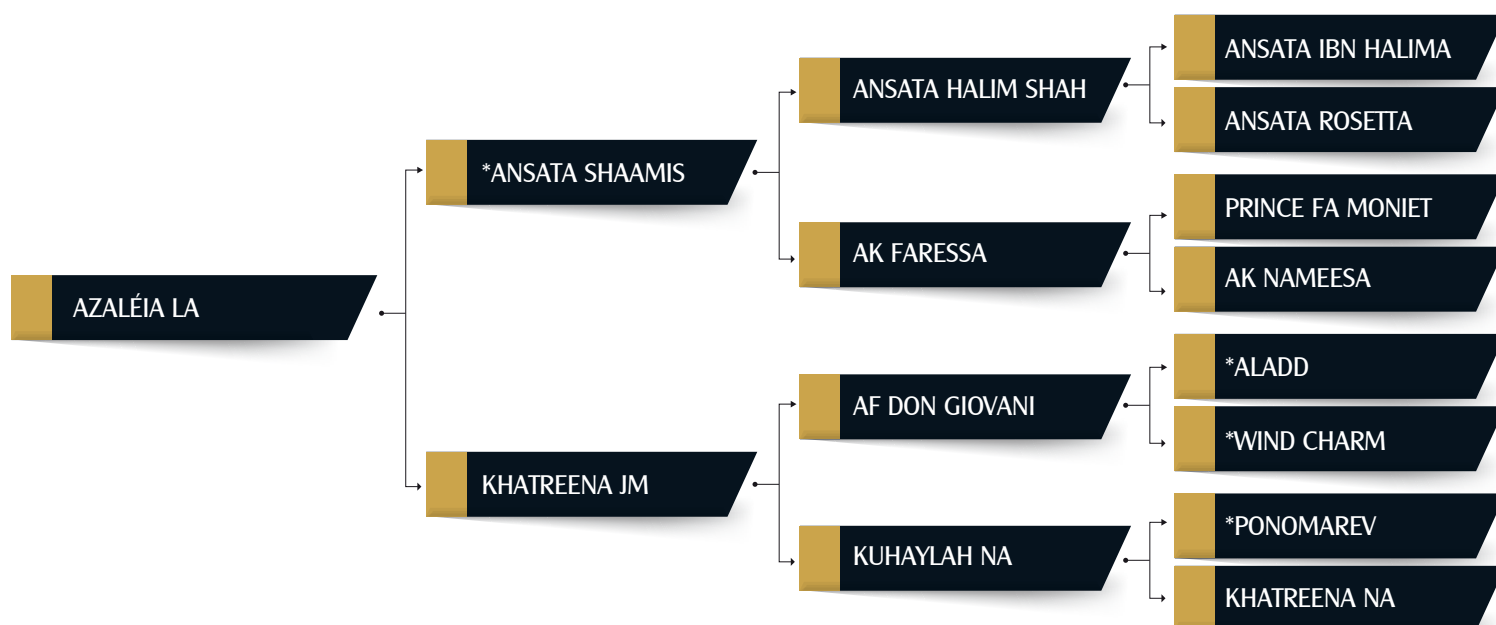 AZALÉIA LA
*ANSATA SHAAMIS
KHATREENA JM
ANSATA HALIM SHAH
AK FARESSA
AF DON GIOVANI
KUHAYLAH NA
ANSATA IBN HALIMA
ANSATA ROSETTA
PRINCE FA MONIET
AK NAMEESA
*ALADD
*WIND CHARM
*PONOMAREV
KHATREENA NA